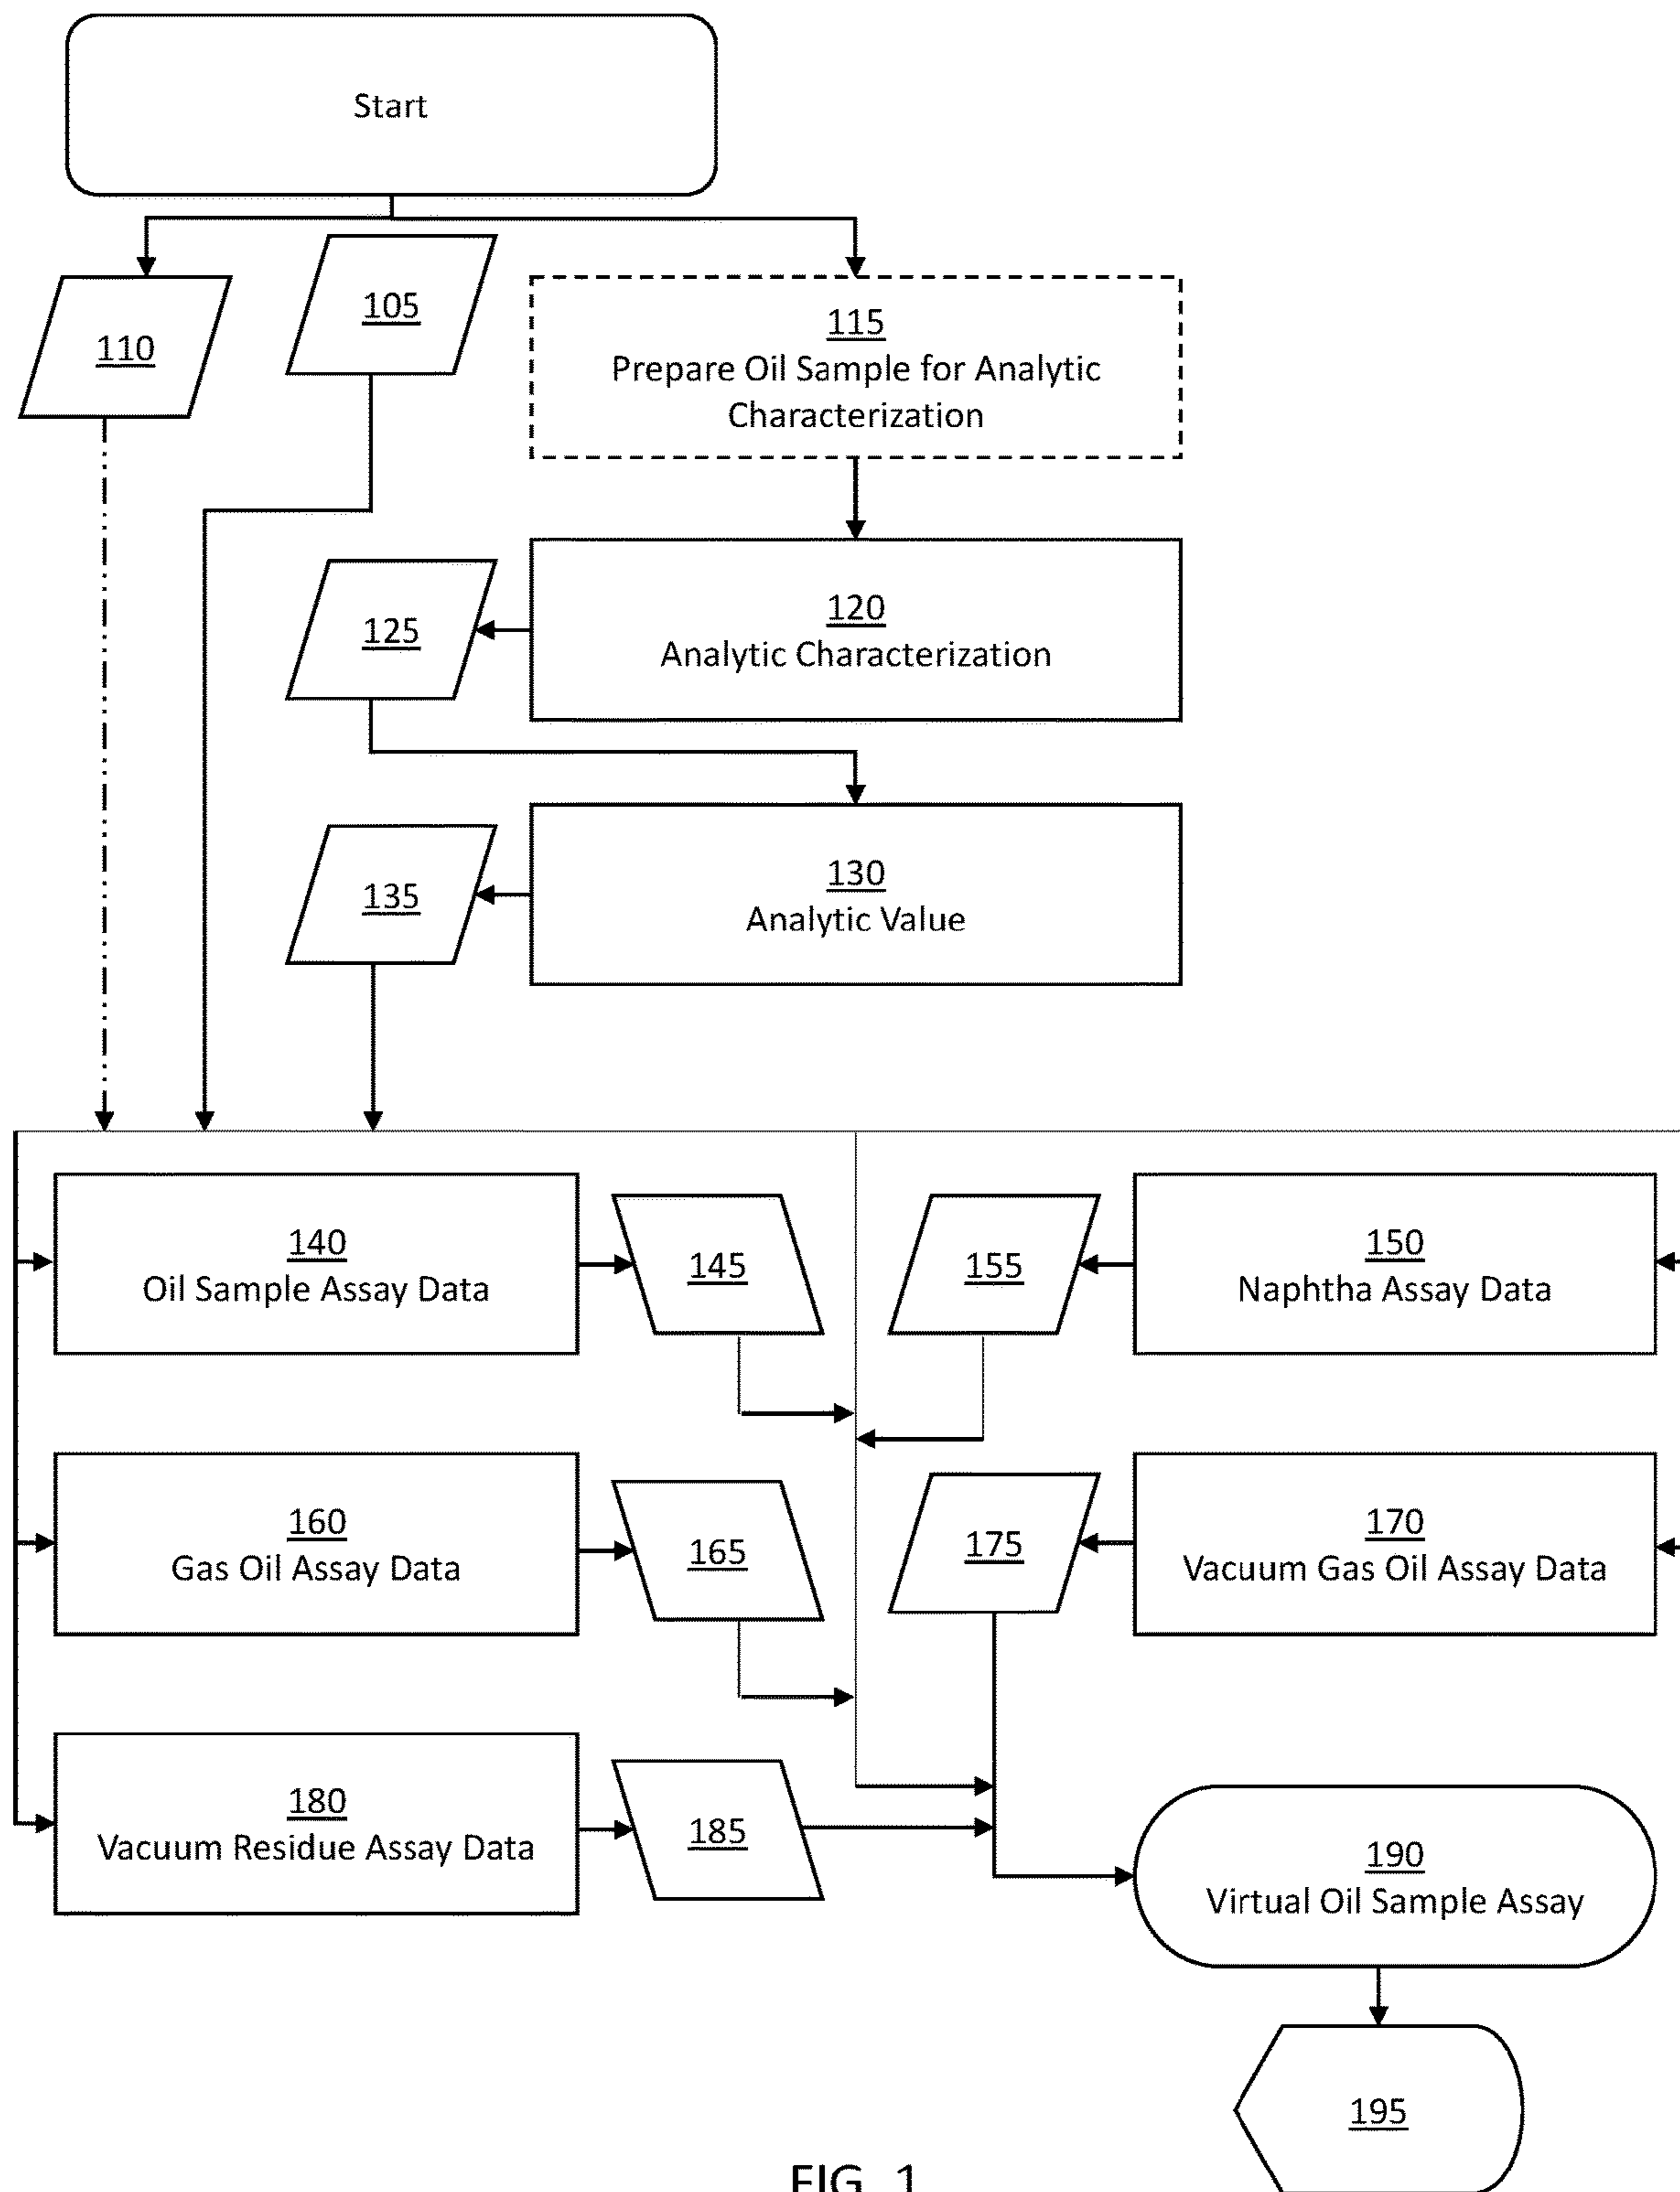 Start
110
105
115
Prepare Oil Sample for Analytic
Characterization
125
120
Analytic Characterization
135
130
Analytic Value
140
Oil Sample Assay Data
145
155
150
Naphtha Assay Data
160
Gas Oil Assay Data
165
175
170
Vacuum Gas Oil Assay Data
180
Vacuum Residue Assay Data
185
190
Virtual Oil Sample Assay
195
FIG. 1